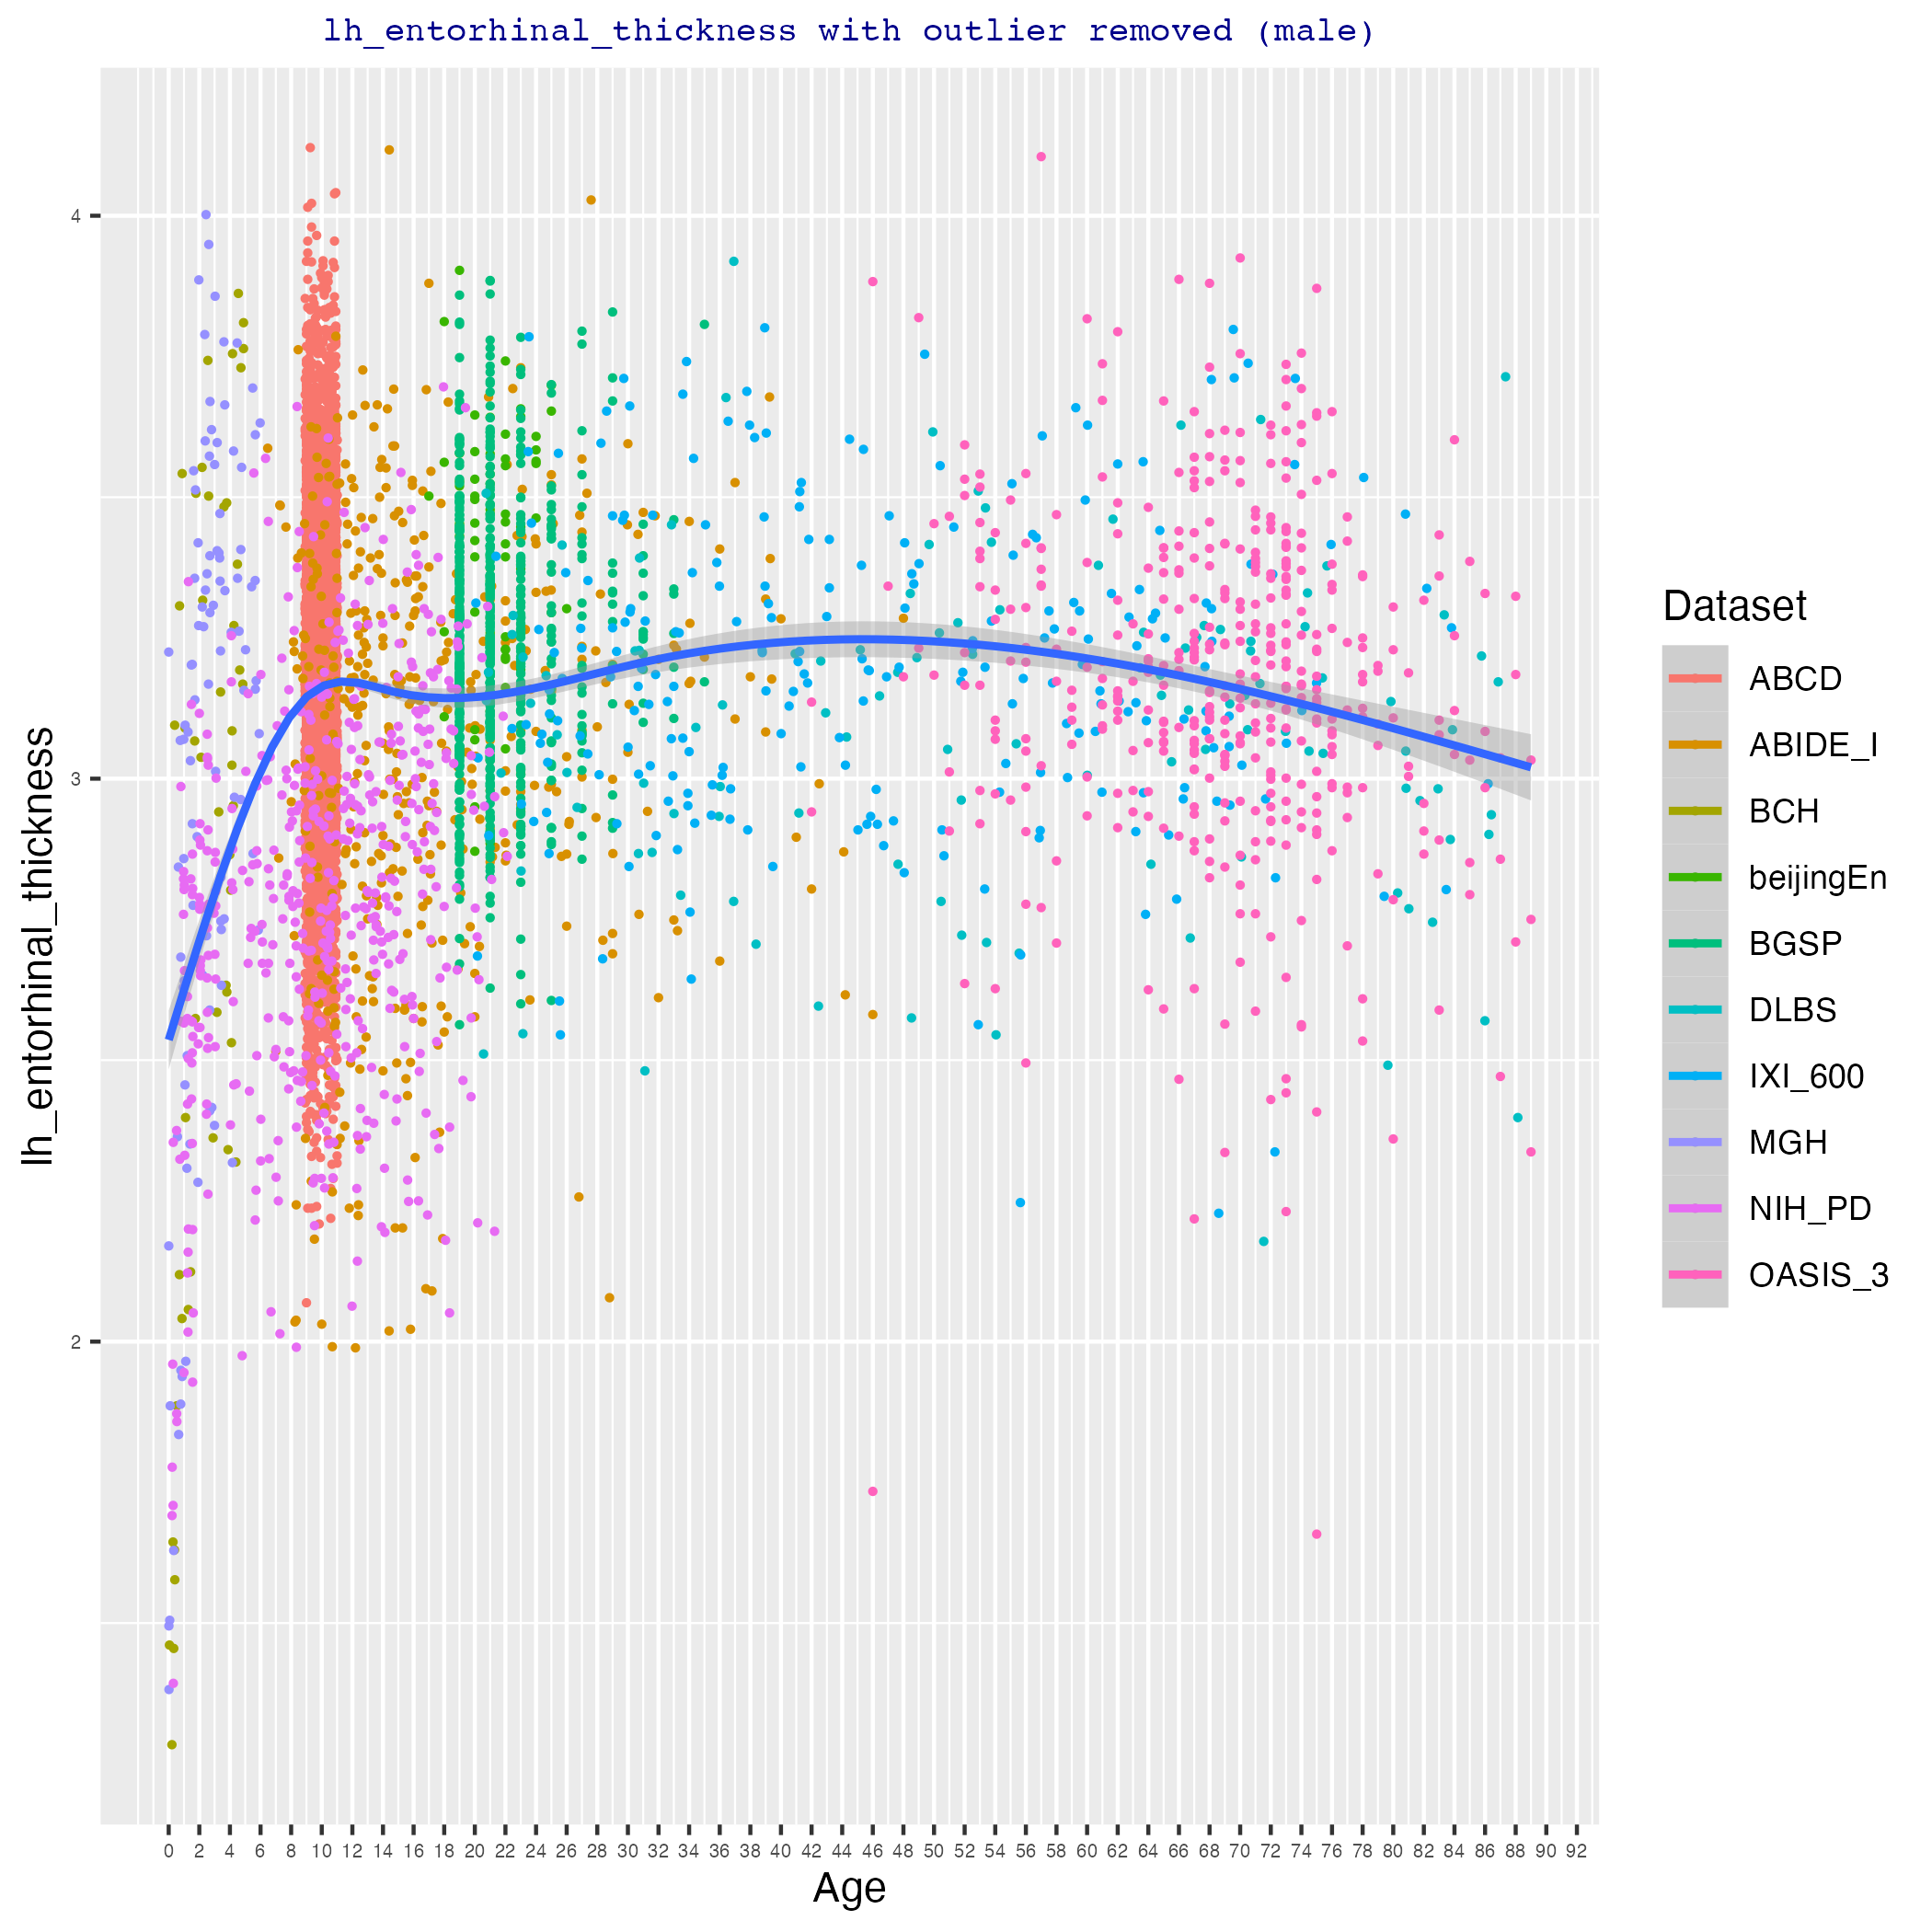 lh_entorhinal_thickness with outlier removed (male)
lh_entorhinal_thickness
4
3
2
0 2 4 6 8 10 12 14 16 18 20 22 24 26 28 30 32 34 36 38 40 42 44 46 48 50 52 54 56 58 60 62 64 66 68 70 72 74 76 78 80 82 84 86 88 90 92
Age
Dataset
ABCD
ABIDE_I
BCH
beijingEn
BGSP
DLBS
IXI_600
MGH
NIH_PD
OASIS_3